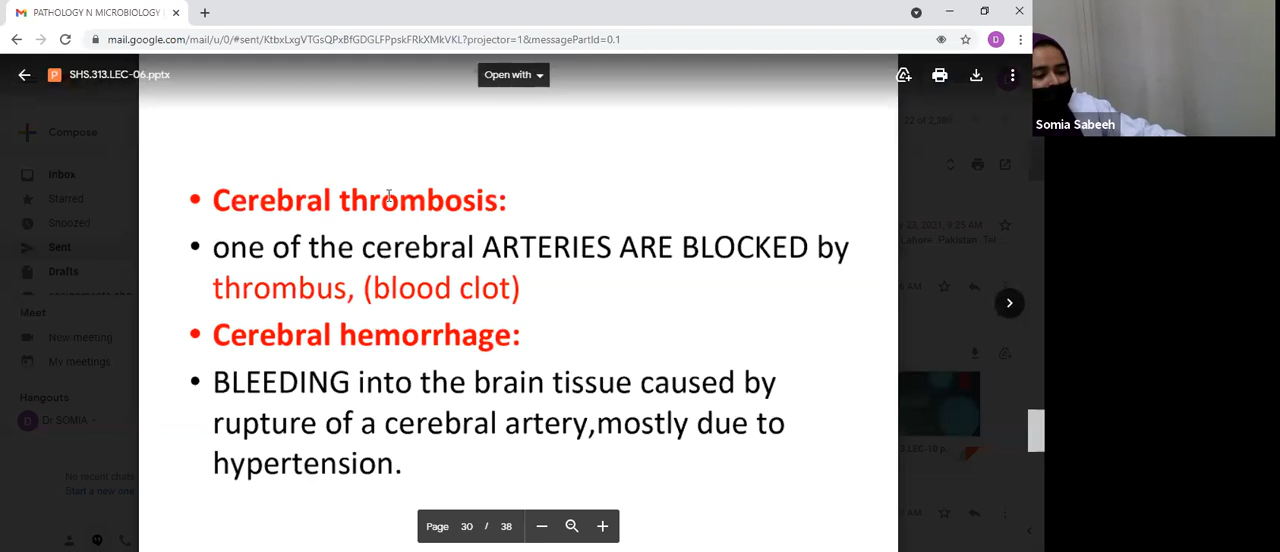 PATHOLOGY N MICROBIOLOGY
mail.google.com/mail/u/0/#sent/KtbxLxgVTGsQPxBfGDGLFPpskFRkXMkVKL?projector=1&messagePartId=0.1
SHS.313.LEC-06.pptx
Open with
Somia Sabeeh
Compose
Inbox
Starred
Snoozed
Sent
Drafts
Meet
New meeting
My meetings
Hangouts
Dr SOMIA
No recent chats
Start a new one
• Cerebral thrombosis:
• one of the cerebral ARTERIES ARE BLOCKED by
thrombus, (blood clot)
• Cerebral hemorrhage:
• BLEEDING into the brain tissue caused by
rupture of a cerebral artery,mostly due to
hypertension.
Page 30 / 38